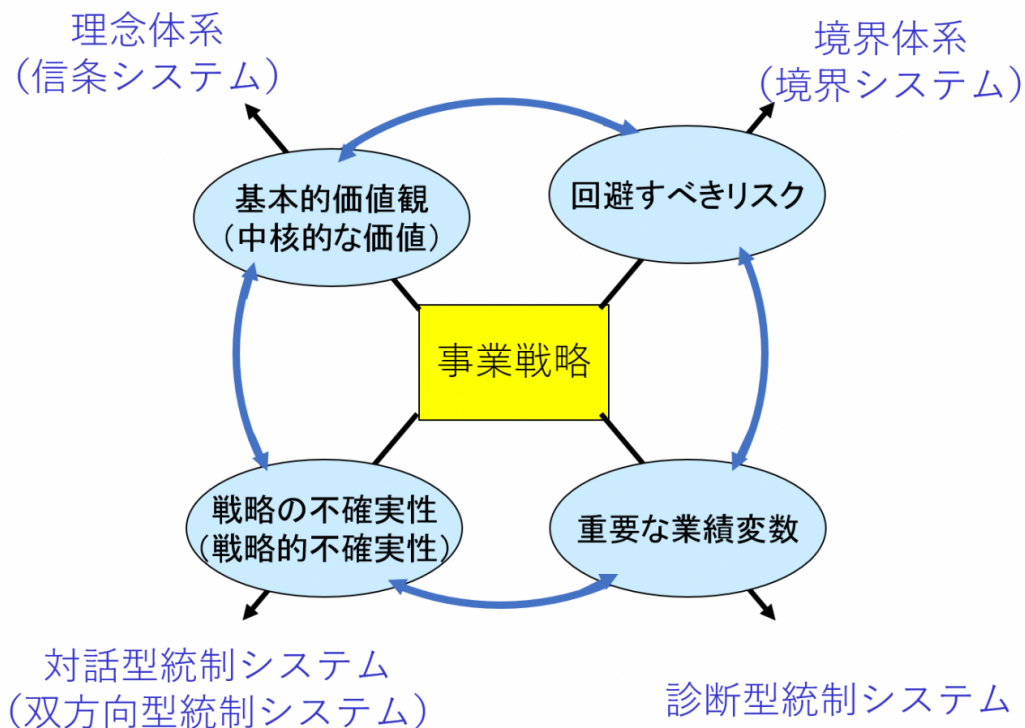 理念体系
（信条システム）
境界体系
（境界システム）
基本的価値観
（中核的な価値）
回避すべきリスク
事業戦略
戦略の不確実性
（戦略的不確実性）
重要な業績変数
対話型統制システム
（双方向型統制システム）
診断型統制システム